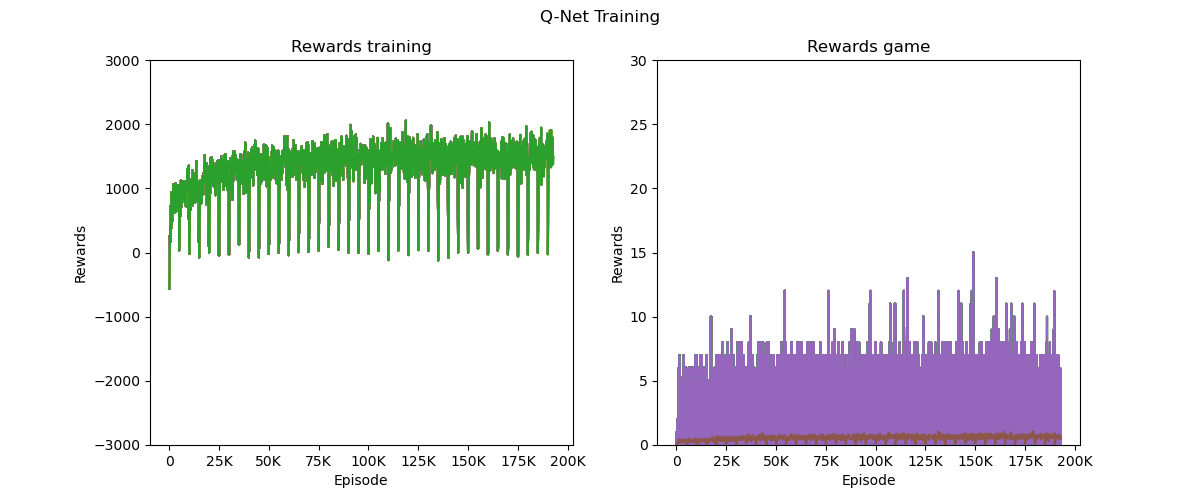 Q-Net Training
Rewards training
Rewards
3000
2000
1000
0
−1000
−2000
−3000
0 25K 50K 75K 100K 125K 150K 175K 200K
Episode
Rewards game
Rewards
30
25
20
15
10
5
0
0 25K 50K 75K 100K 125K 150K 175K 200K
Episode